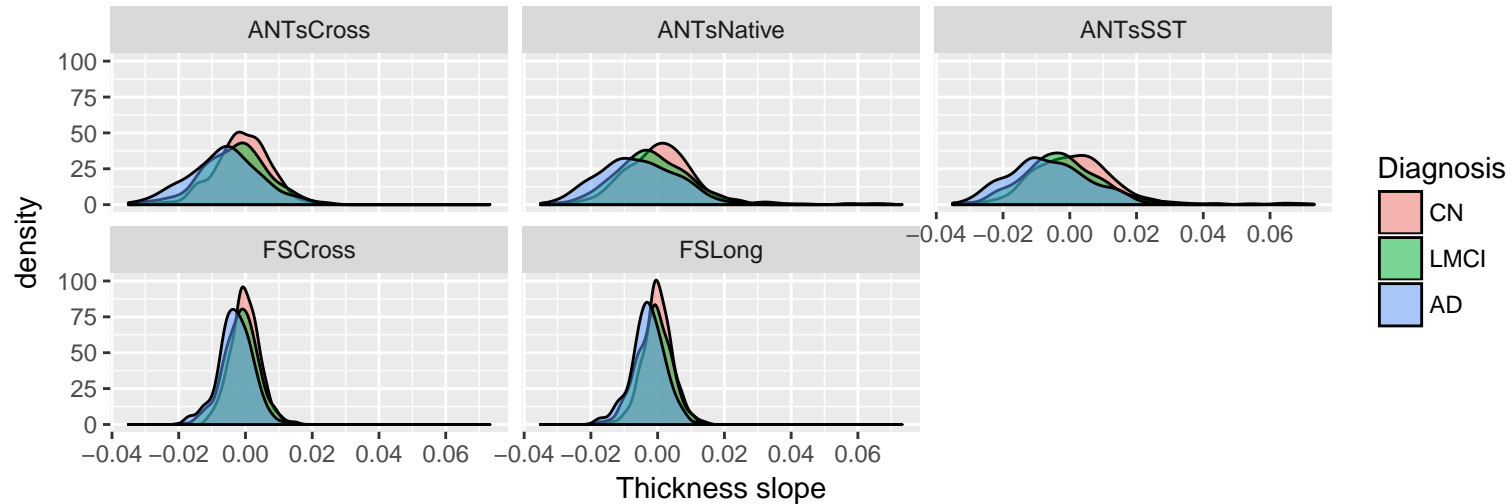 ANTsCross ANTsNative ANTsSST
100
75
50
25
0
−0.04 −0.02 0.00 0.02 0.04 0.06
FSCross FSLong
100
75
50
25
0
−0.04 −0.02 0.00 0.02 0.04 0.06 −0.04 −0.02 0.00 0.02 0.04 0.06
Thickness slope
density
Diagnosis
CN
LMCI
AD